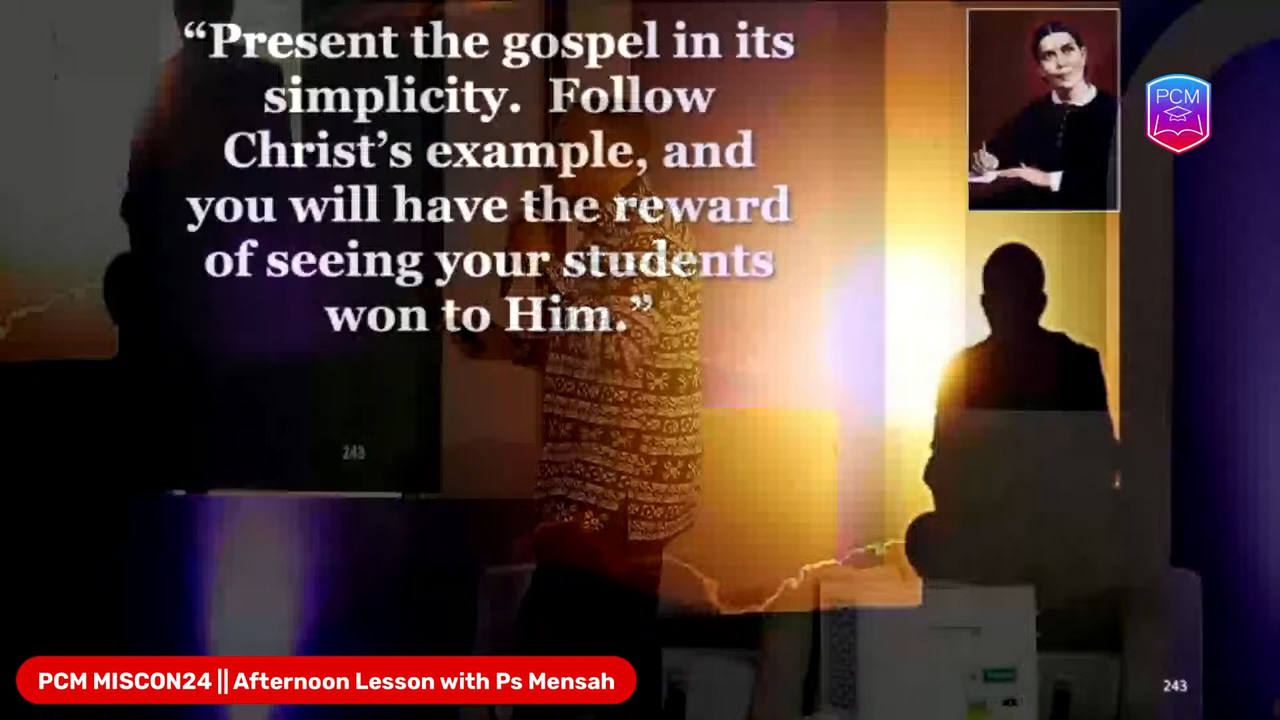 “Present the gospel in its
simplicity.  Follow
Christ’s example, and
you will have the reward
of seeing your students
won to Him.”
PCM
243
PCM MISCON24 || Afternoon Lesson with Ps Mensah
243